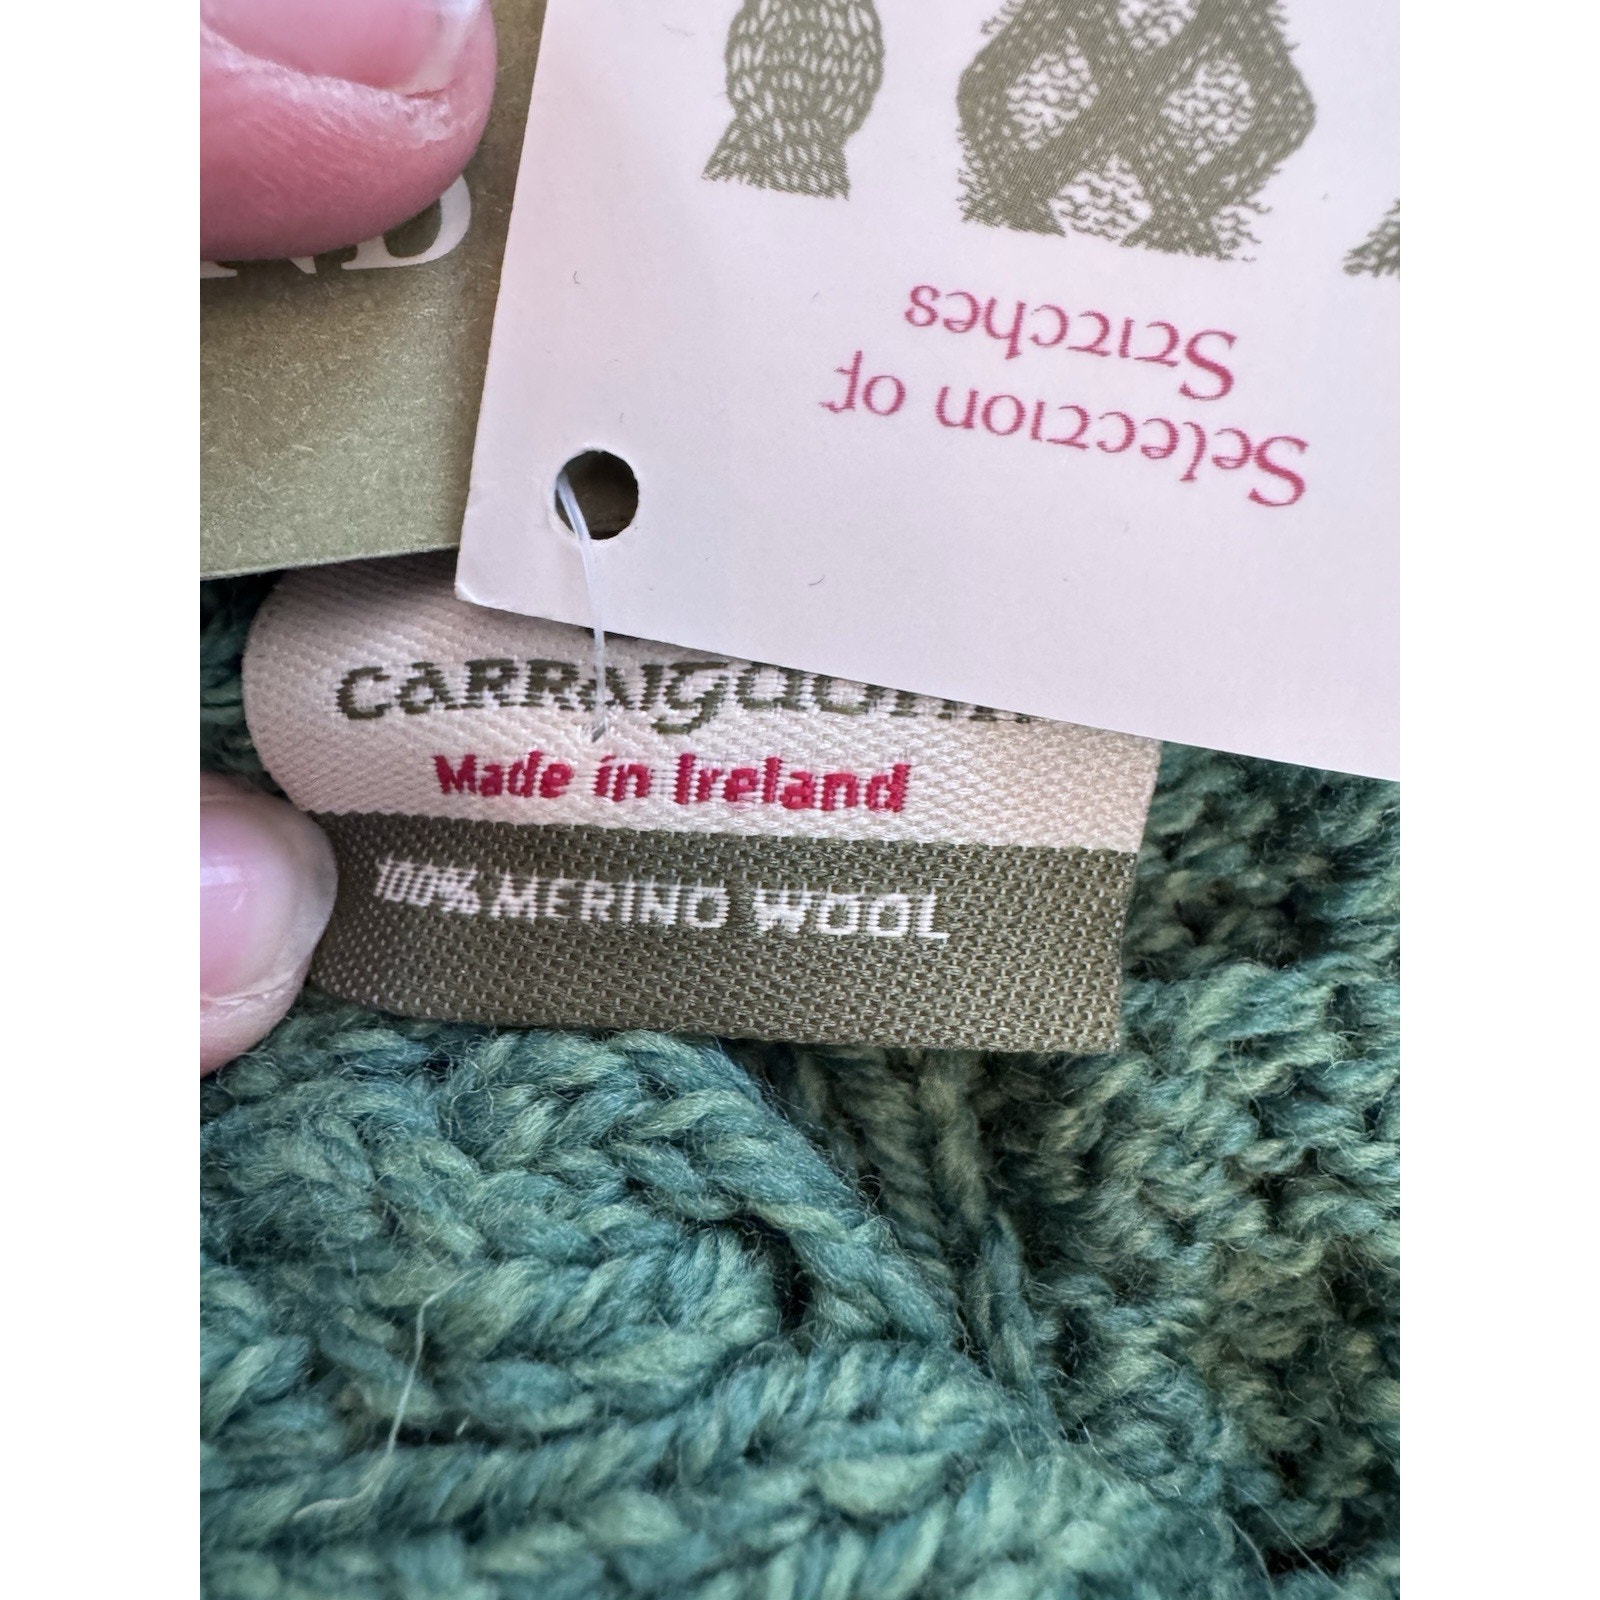 Selection of
Stitches
Made in Ireland
100% MERINO WOOL